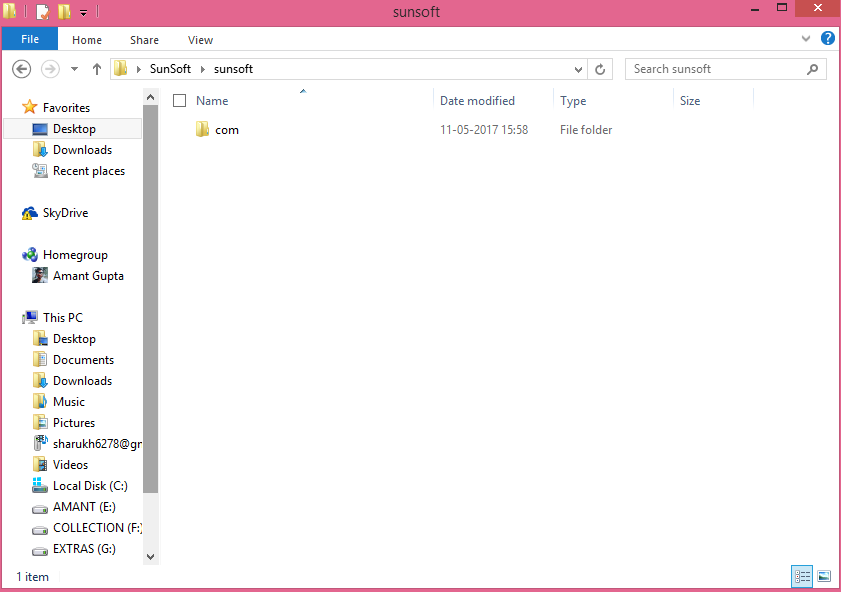 sunsoft
File Home Share View
SunSoft sunsoft Search sunsoft
Name Date modified Type Size
com 11-05-2017 15:58 File folder
Favorites
Desktop
Downloads
Recent places
SkyDrive
Homegroup
Amant Gupta
This PC
Desktop
Documents
Downloads
Music
Pictures
sharukh6278@gr
Videos
Local Disk (C:)
AMANT (E:)
COLLECTION (F:)
EXTRAS (G:)
1 item